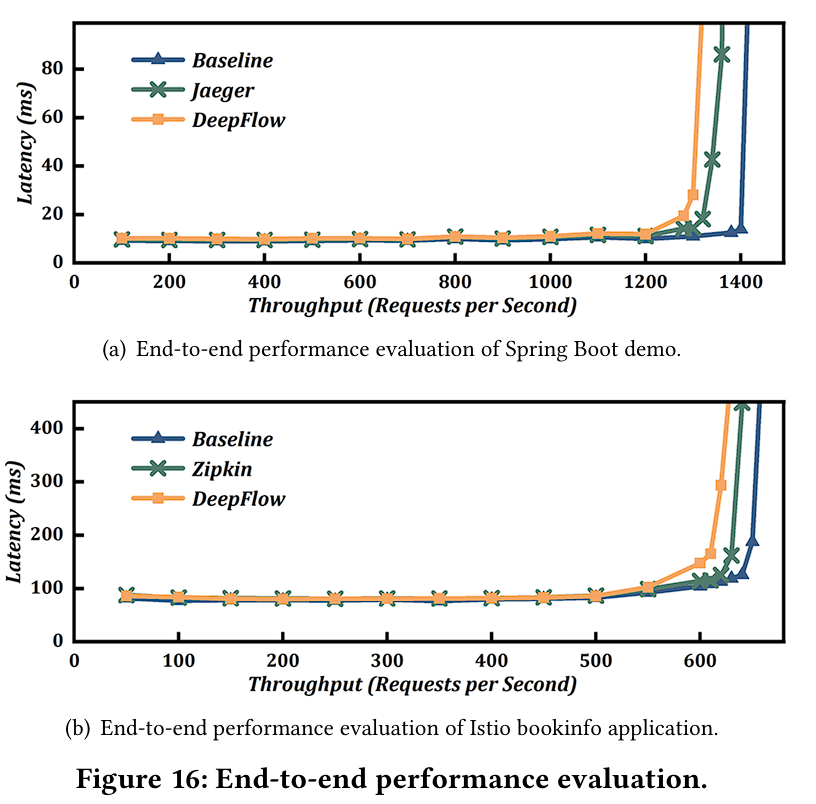 Baseline
Jaeger
DeepFlow
Latency (ms)
80
60
40
20
0
0 200 400 600 800 1000 1200 1400
Throughput (Requests per Second)
(a) End-to-end performance evaluation of Spring Boot demo.
Baseline
Zipkin
DeepFlow
Latency (ms)
400
300
200
100
0
0 100 200 300 400 500 600
Throughput (Requests per Second)
(b) End-to-end performance evaluation of Istio bookinfo application.
Figure 16: End-to-end performance evaluation.